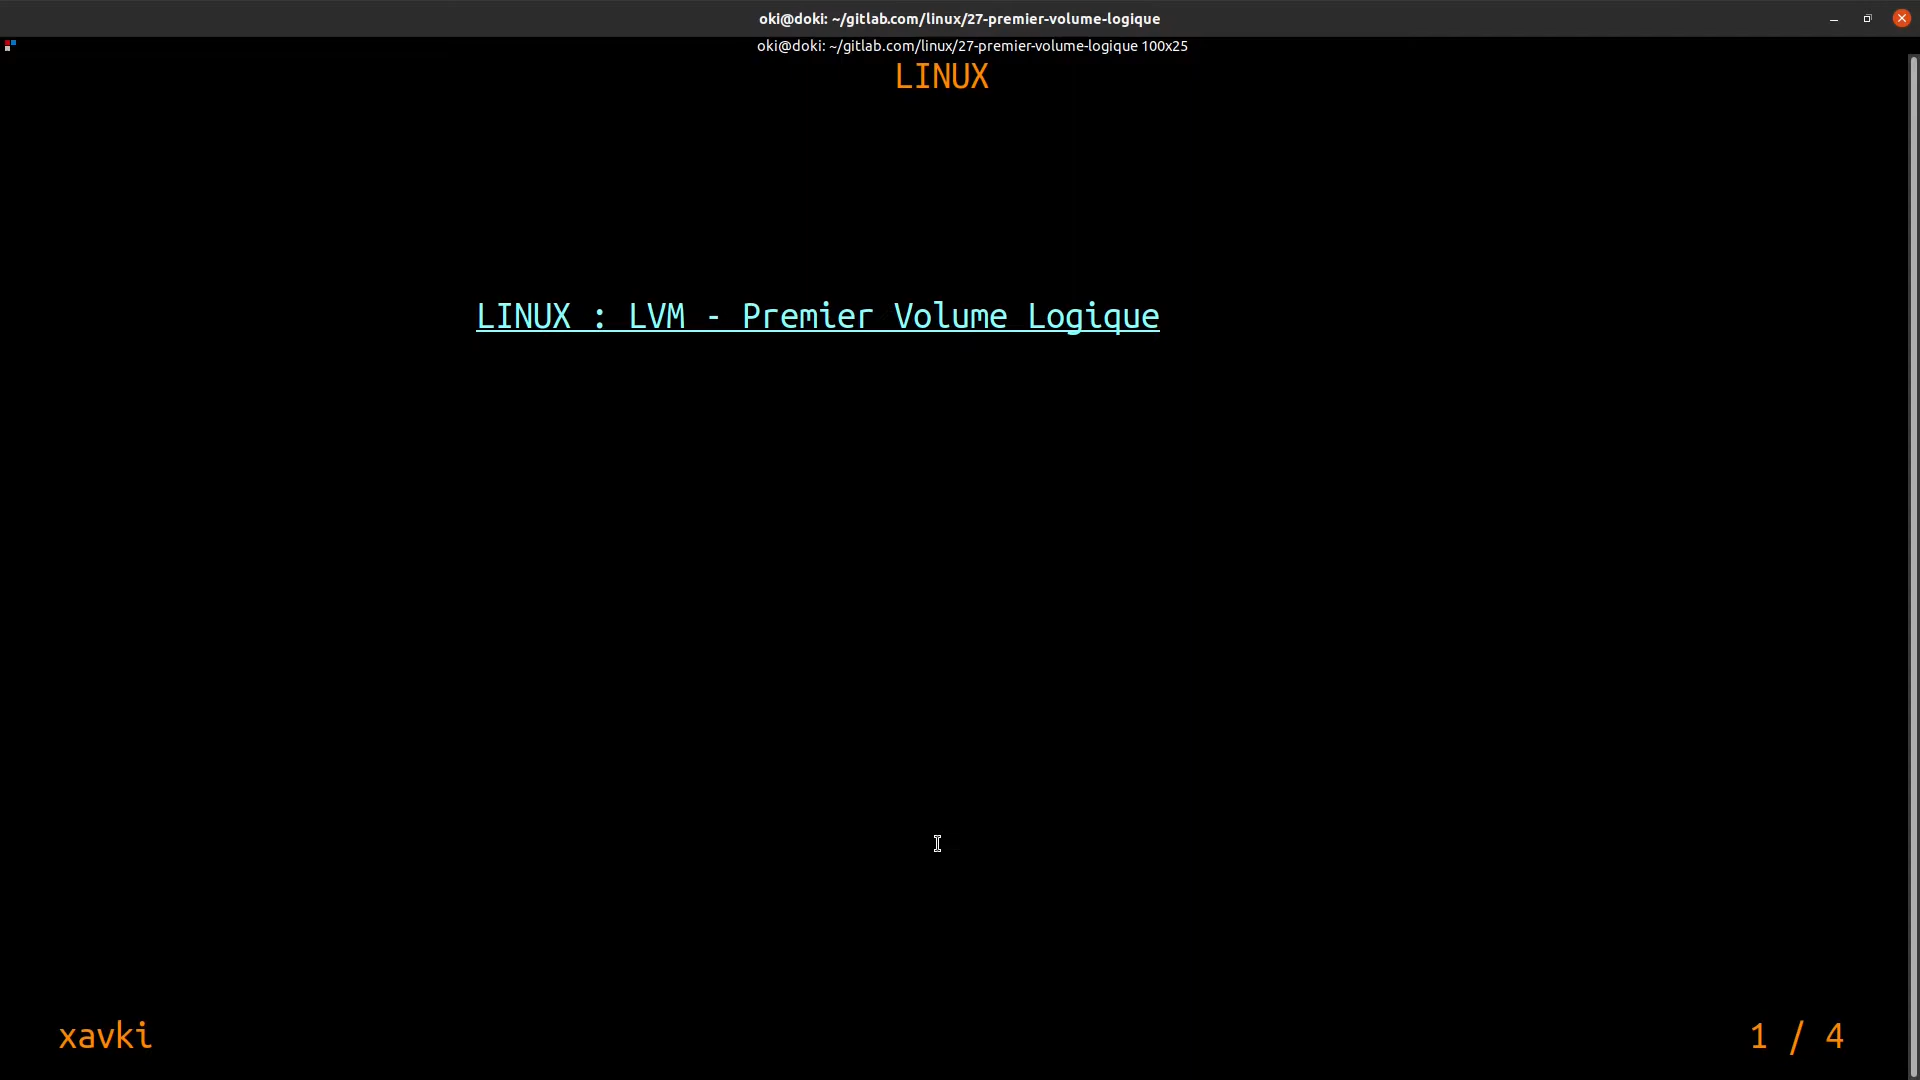 oki@doki: ~/gitlab.com/linux/27-premier-volume-logique
oki@doki: ~/gitlab.com/linux/27-premier-volume-logique 100x25
LINUX
LINUX : LVM - Premier Volume Logique
xavki
1 / 4